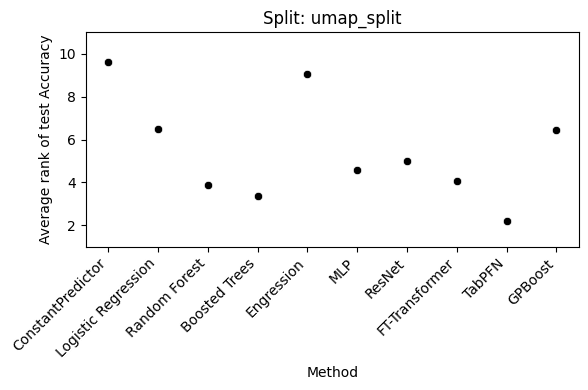 Split: umap_split
Average rank of test Accuracy
10
8
6
4
2
ConstantPredictor
Logistic Regression
Random Forest
Boosted Trees
Engression
MLP
ResNet
FT-Transformer
TabPFN
GPBoost
Method